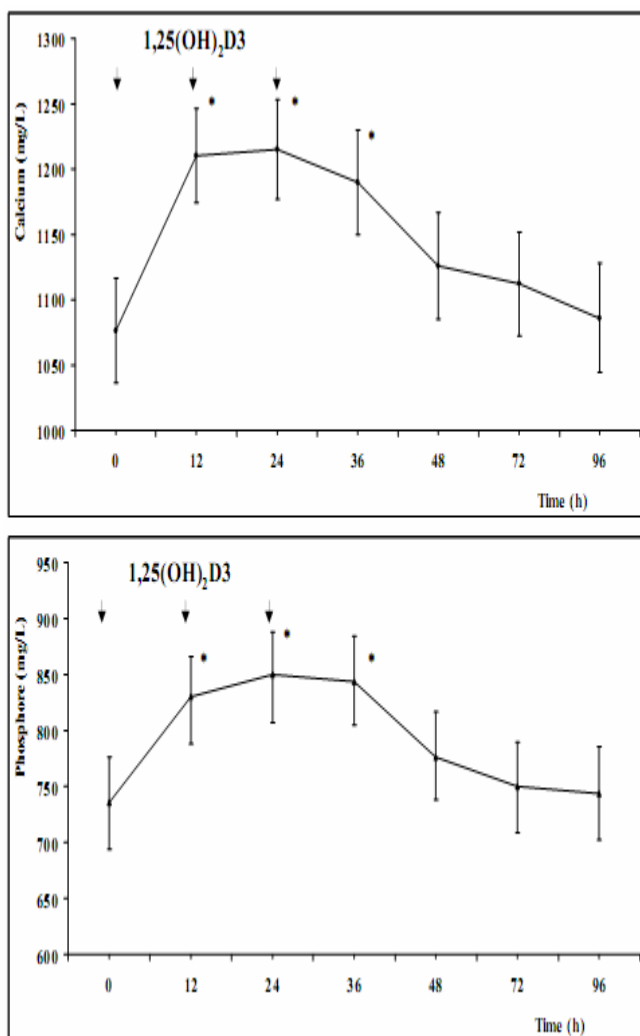 1300
1,25(OH)₂D3
1250
*
*
*
1200
Calcium (mg/L)
1150
1100
1050
1000
0 12 24 36 48 72 96
Time (h)
950
1,25(OH)₂D3
900
*
*
*
850
Phosphore (mg/L)
800
750
700
650
600
0 12 24 36 48 72 96
Time (h)